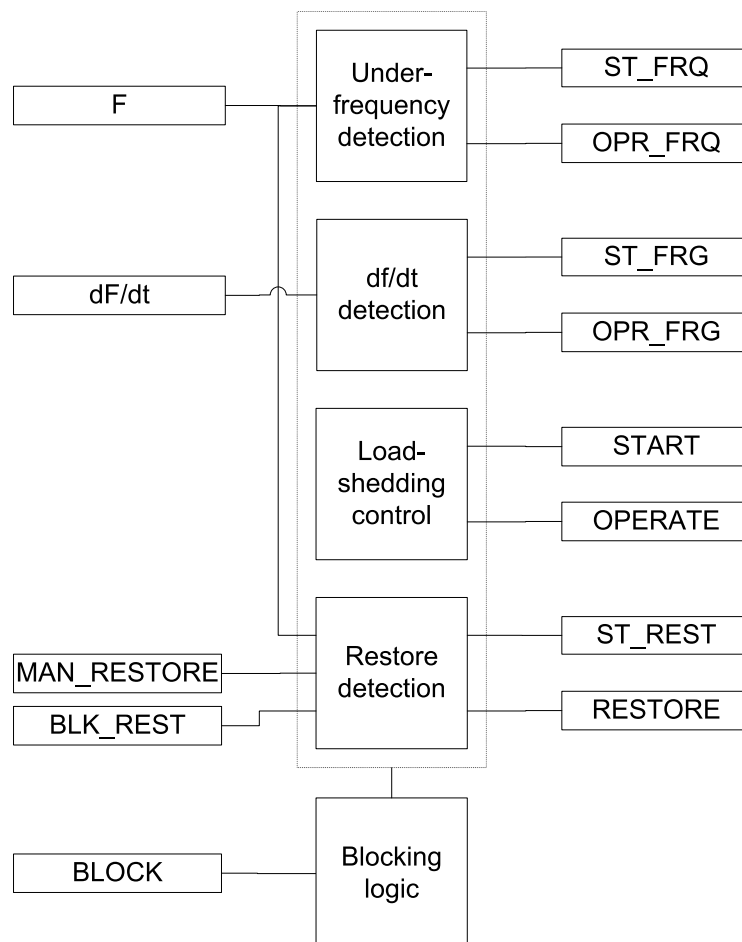 F
Under-
frequency
detection
ST_FRQ
OPR_FRQ
dF/dt
df/dt
detection
ST_FRG
OPR_FRG
Load-
shedding
control
START
OPERATE
MAN_RESTORE
BLK_REST
Restore
detection
ST_REST
RESTORE
BLOCK
Blocking
logic